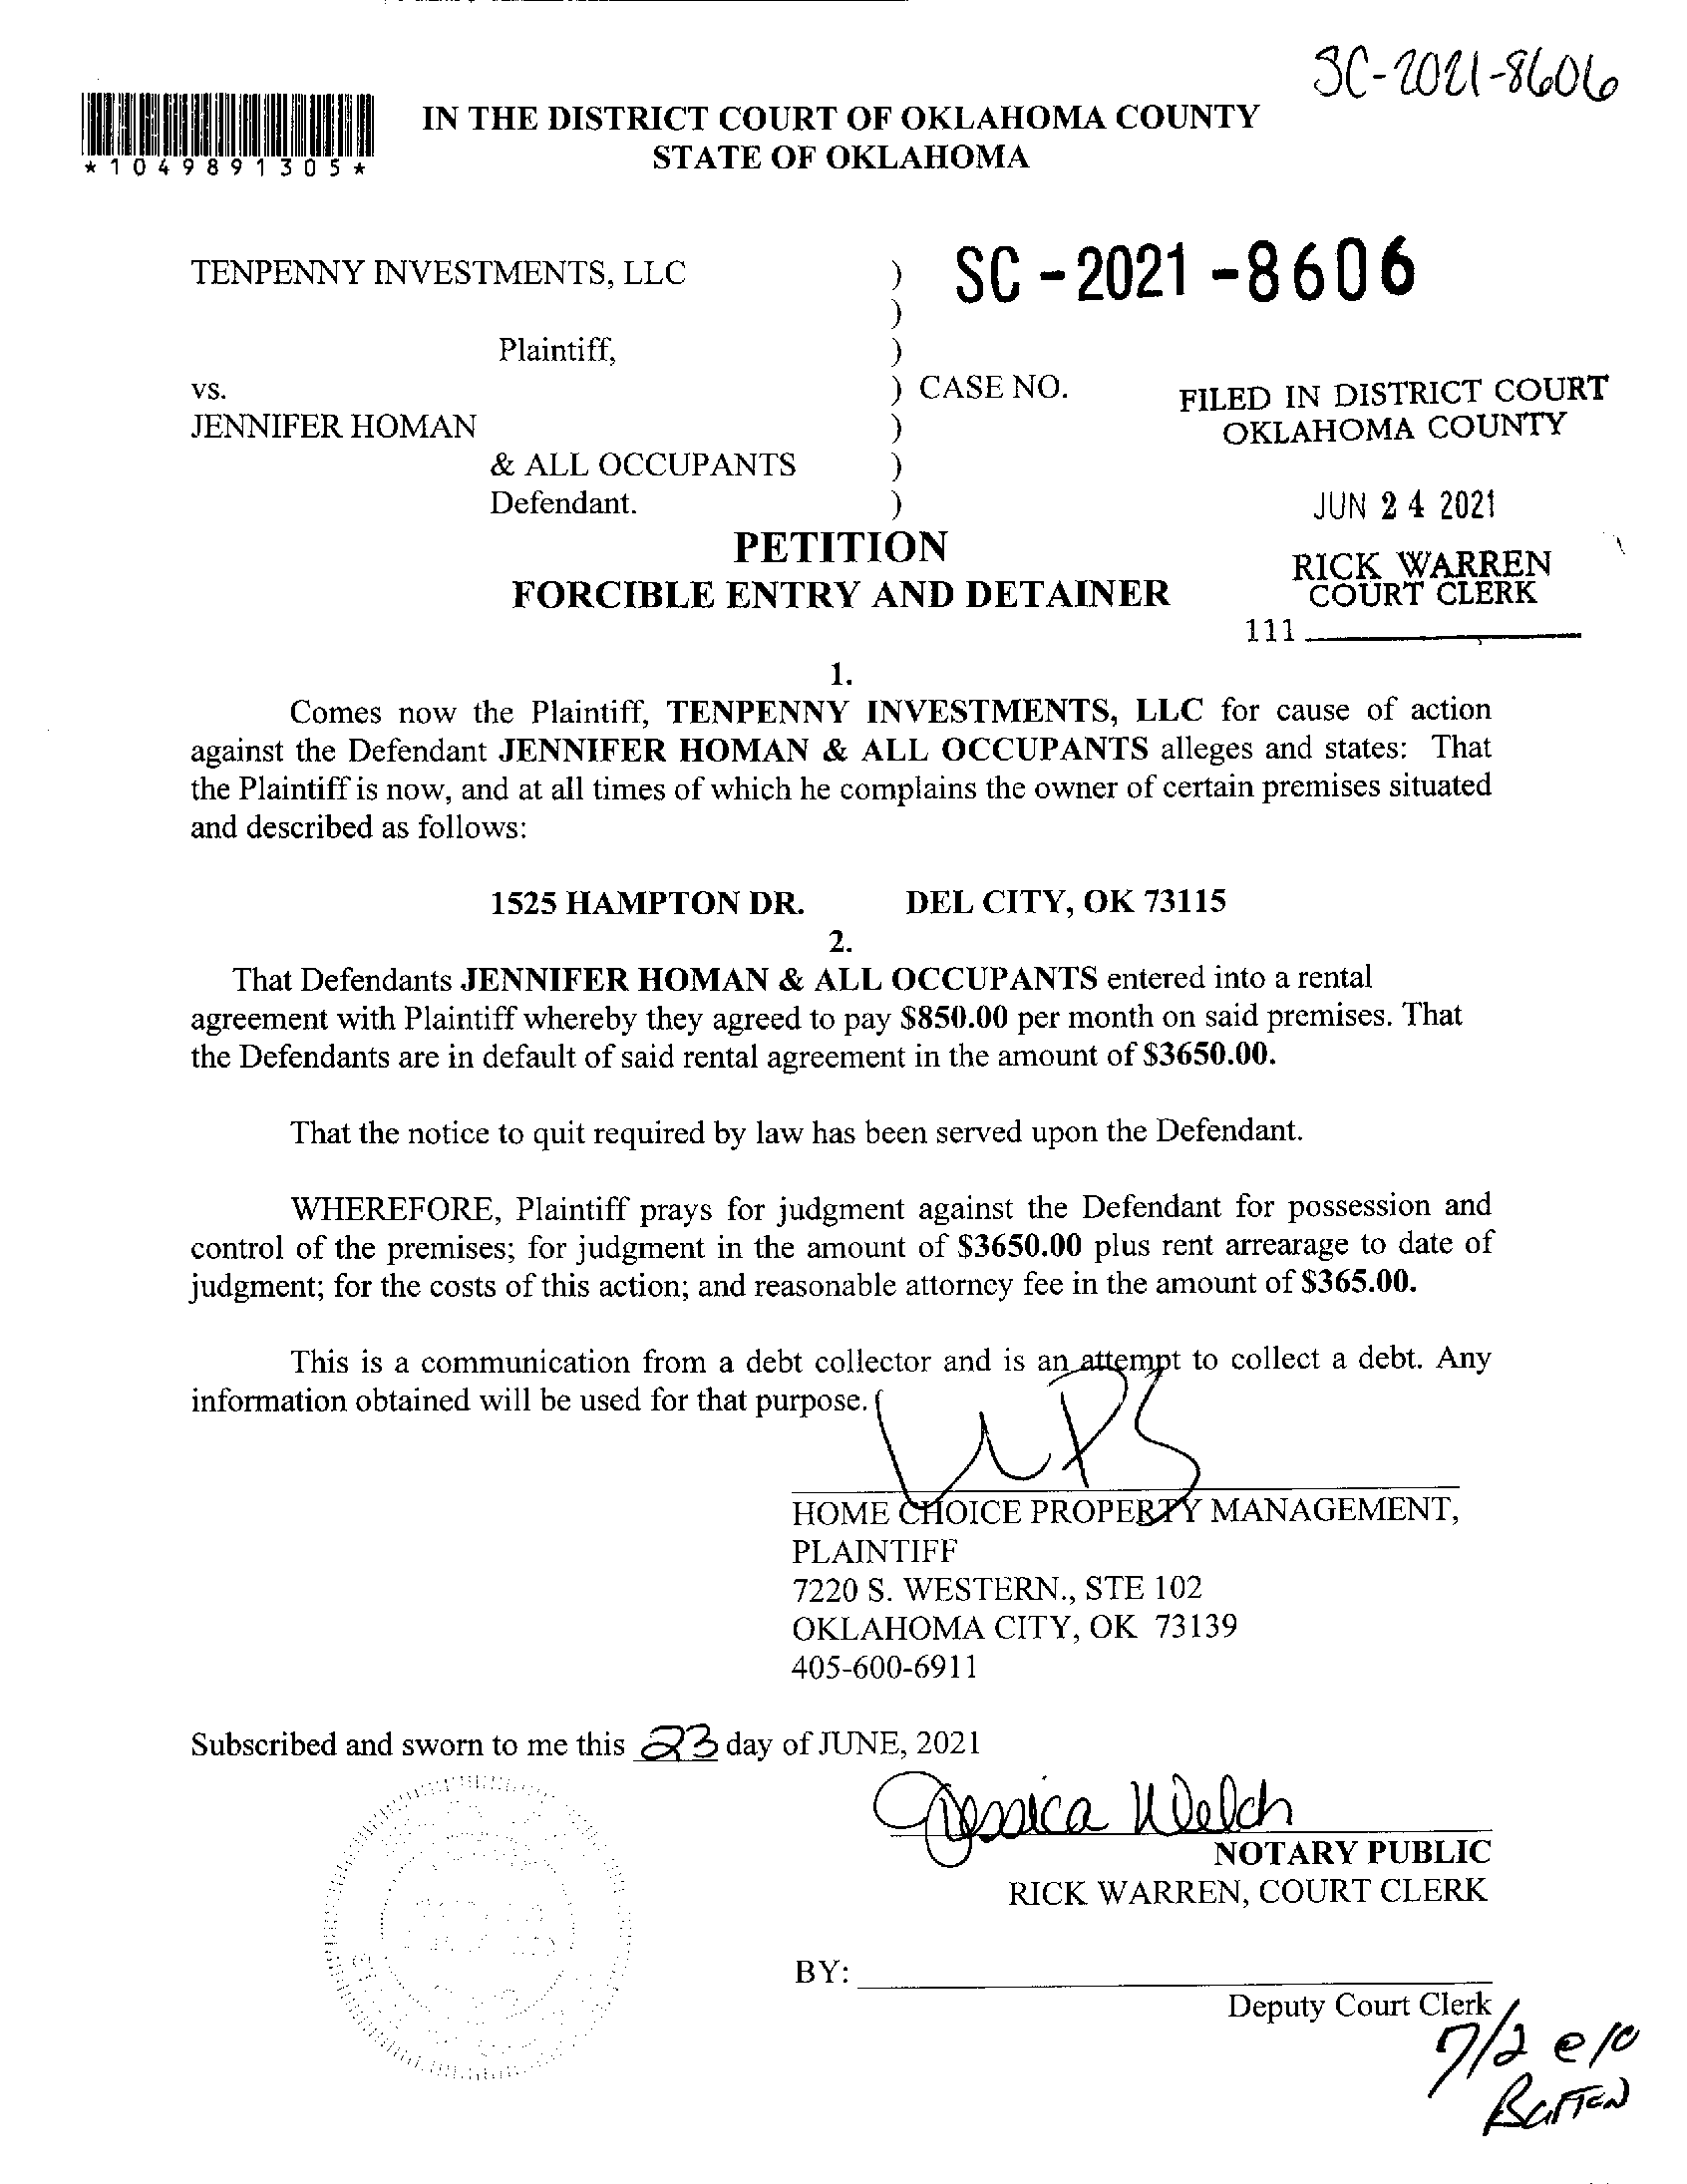 SC-2021-8606
IN THE DISTRICT COURT OF OKLAHOMA COUNTY
STATE OF OKLAHOMA
*1049891305*
TENPENNY INVESTMENTS, LLC )
SC-2021-8606
)
Plaintiff, )
vs. ) CASE NO.
JENNIFER HOMAN )
& ALL OCCUPANTS )
Defendant. )
FILED IN DISTRICT COURT
OKLAHOMA COUNTY
JUN 24 2021
RICK WARREN
COURT CLERK
111
PETITION
FORCIBLE ENTRY AND DETAINER
1.
Comes now the Plaintiff, TENPENNY INVESTMENTS, LLC for cause of action
against the Defendant JENNIFER HOMAN & ALL OCCUPANTS alleges and states: That
the Plaintiff is now, and at all times of which he complains the owner of certain premises situated
and described as follows:
1525 HAMPTON DR. DEL CITY, OK 73115
2.
That Defendants JENNIFER HOMAN & ALL OCCUPANTS entered into a rental
agreement with Plaintiff whereby they agreed to pay $850.00 per month on said premises. That
the Defendants are in default of said rental agreement in the amount of $3650.00.
That the notice to quit required by law has been served upon the Defendant.
WHEREFORE, Plaintiff prays for judgment against the Defendant for possession and
control of the premises; for judgment in the amount of $3650.00 plus rent arrearage to date of
judgment; for the costs of this action; and reasonable attorney fee in the amount of $365.00.
This is a communication from a debt collector and is an attempt to collect a debt. Any
information obtained will be used for that purpose.
HOME CHOICE PROPERTY MANAGEMENT,
PLAINTIFF
7220 S. WESTERN., STE 102
OKLAHOMA CITY, OK 73139
405-600-6911
Subscribed and sworn to me this 23 day of JUNE, 2021
Jessica Welch
NOTARY PUBLIC
RICK WARREN, COURT CLERK
BY:
Deputy Court Clerk
7/2 @ 10